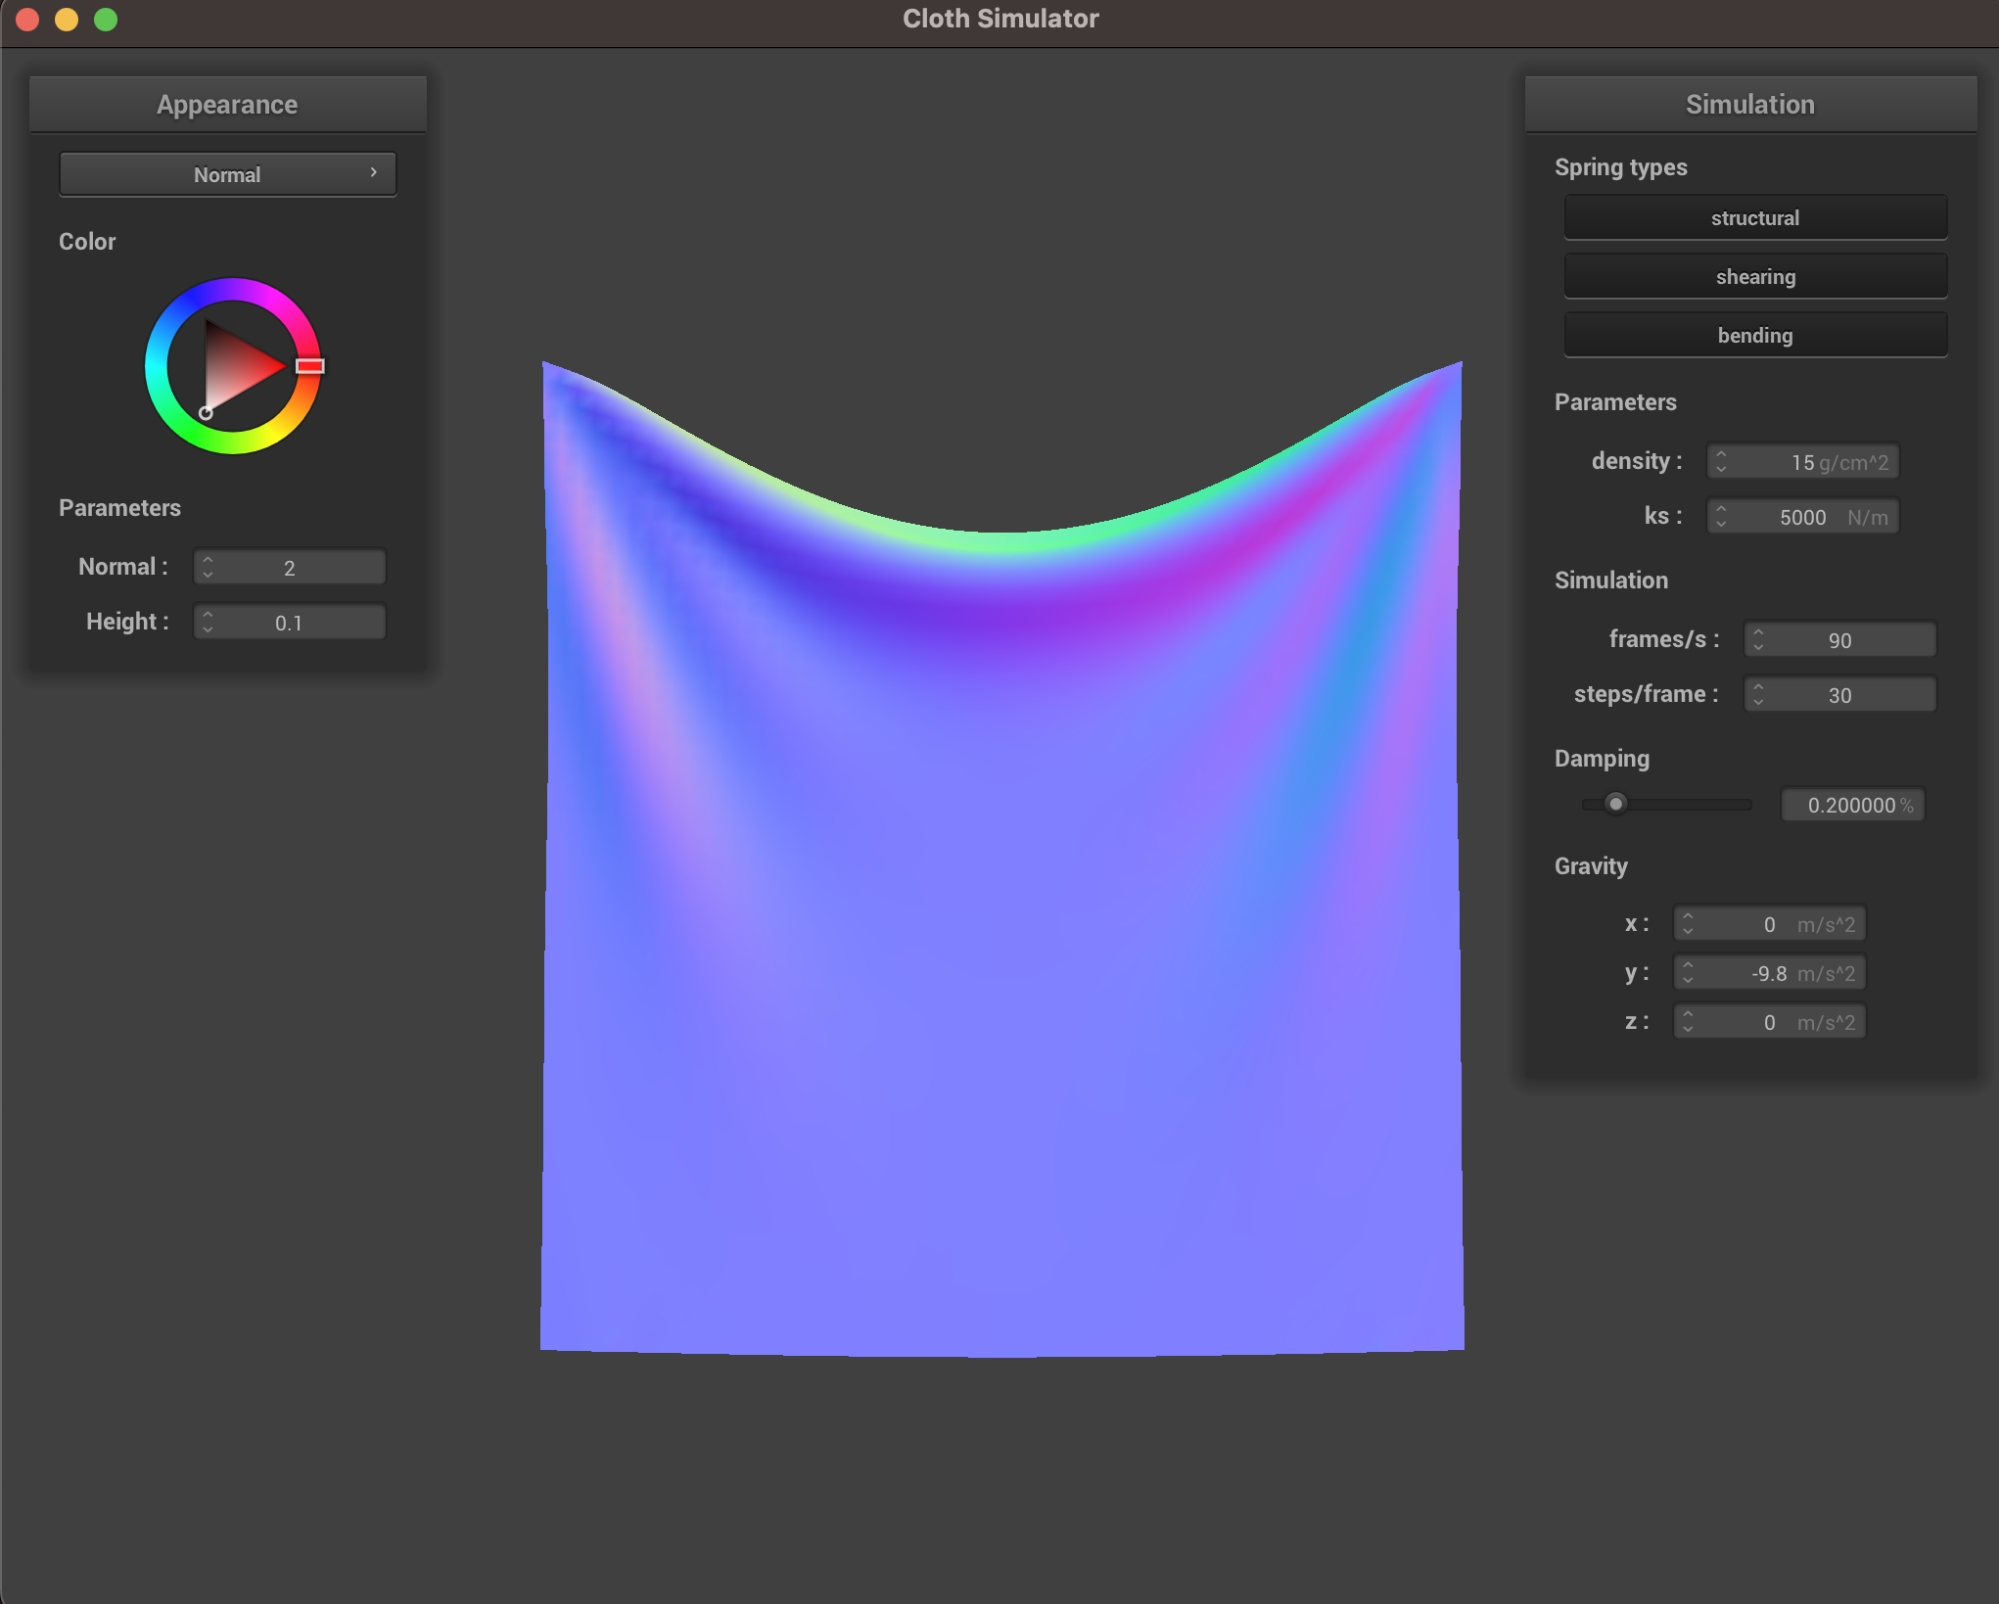 Cloth Simulator
Appearance
Normal
Color
Parameters
Normal : 2
Height : 0.1
Simulation
Spring types
structural
shearing
bending
Parameters
density : 15 g/cm^2
ks : 5000 N/m
Simulation
frames/s : 90
steps/frame : 30
Damping
0.200000 %
Gravity
x : 0 m/s^2
y : -9.8 m/s^2
z : 0 m/s^2